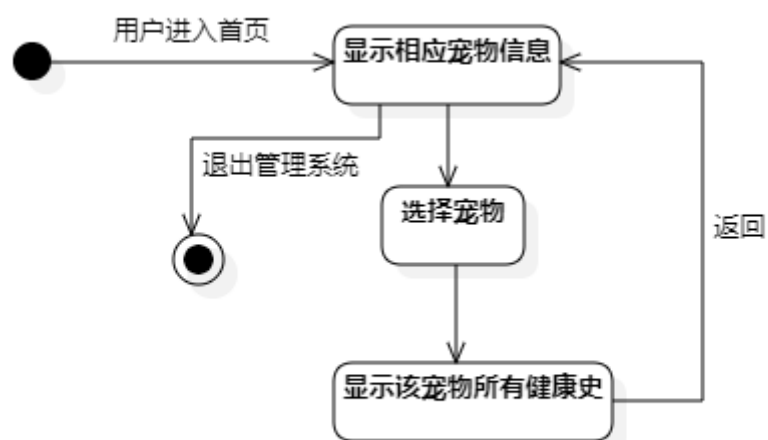 用户进入首页
显示相应宠物信息
退出管理系统
选择宠物
返回
显示该宠物所有健康史